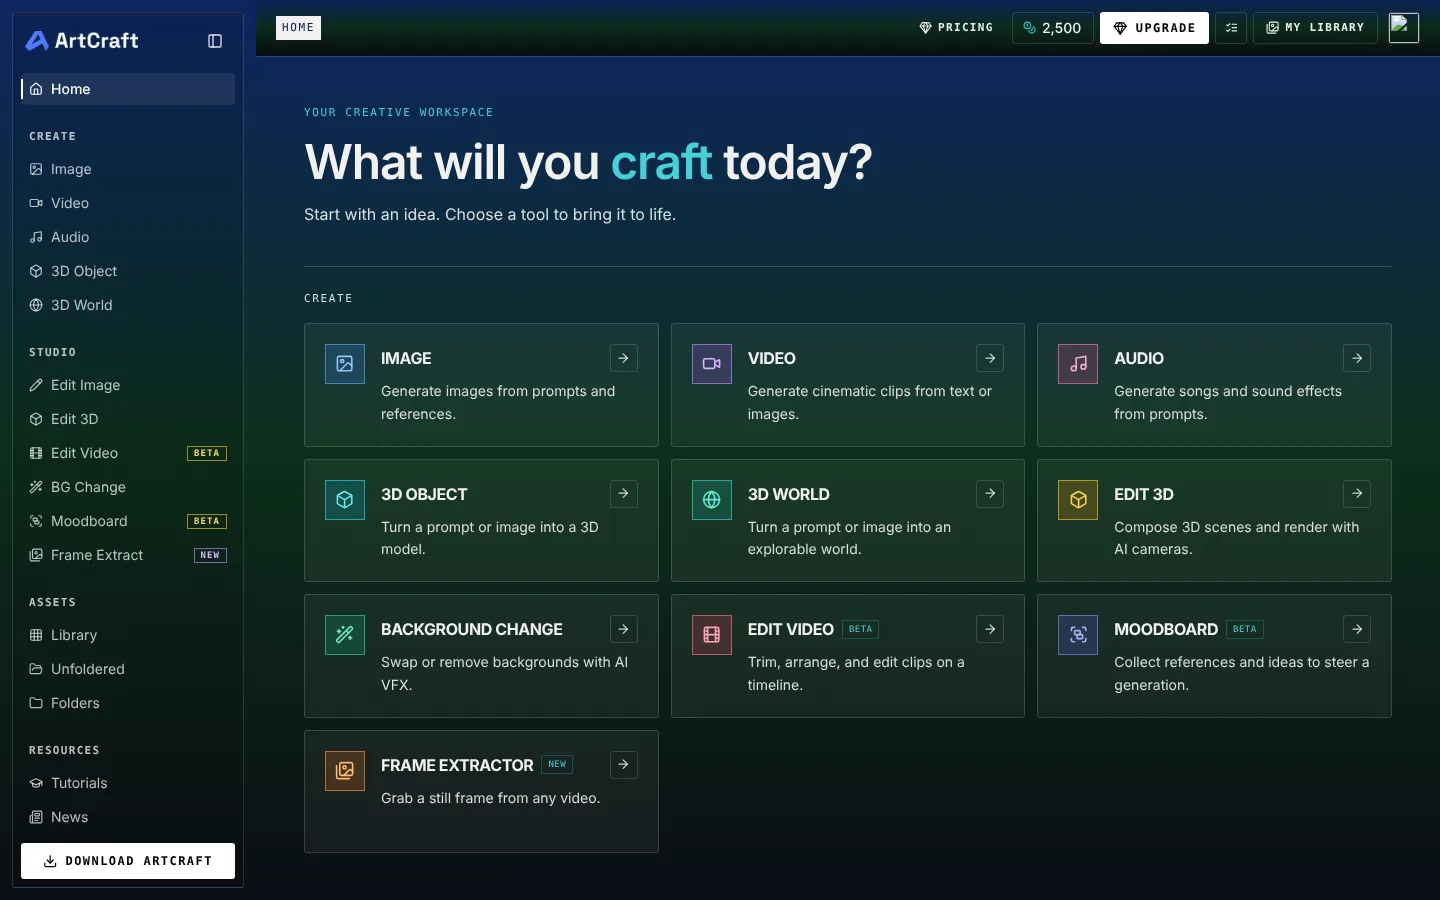 ArtCraft
Home
CREATE
Image
Video
Audio
3D Object
3D World
STUDIO
Edit Image
Edit 3D
Edit Video BETA
BG Change
Moodboard BETA
Frame Extract NEW
ASSETS
Library
Unfoldered
Folders
RESOURCES
Tutorials
News
DOWNLOAD ARTCRAFT
HOME
PRICING
2,500
UPGRADE
MY LIBRARY
YOUR CREATIVE WORKSPACE
What will you craft today?
Start with an idea. Choose a tool to bring it to life.
CREATE
IMAGE
Generate images from prompts and
references.
VIDEO
Generate cinematic clips from text or
images.
AUDIO
Generate songs and sound effects
from prompts.
3D OBJECT
Turn a prompt or image into a 3D
model.
3D WORLD
Turn a prompt or image into an
explorable world.
EDIT 3D
Compose 3D scenes and render with
AI cameras.
BACKGROUND CHANGE
Swap or remove backgrounds with AI
VFX.
EDIT VIDEO BETA
Trim, arrange, and edit clips on a
timeline.
MOODBOARD BETA
Collect references and ideas to steer a
generation.
FRAME EXTRACTOR NEW
Grab a still frame from any video.